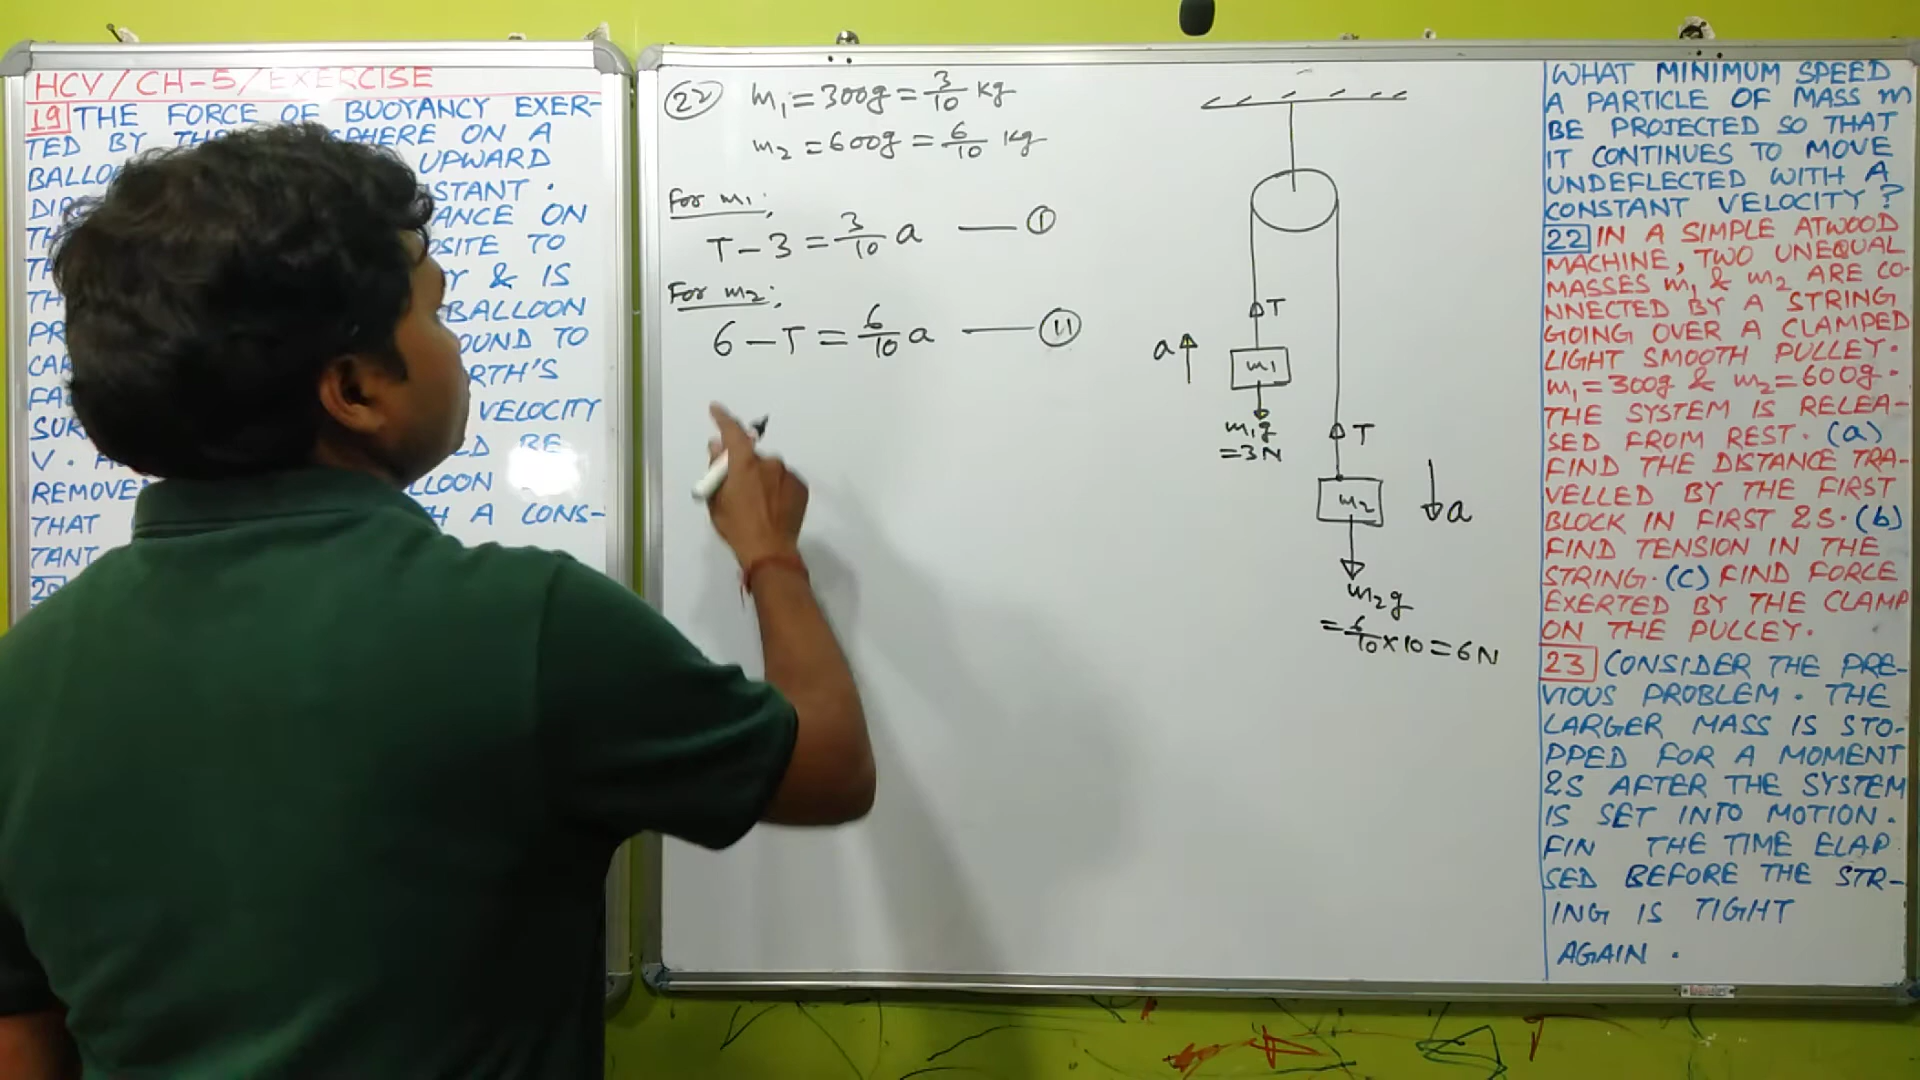 HCV/CH-5/EXERCISE
19 THE FORCE OF BUOYANCY EXER-
TED BY ON A
UPWARD
ON
& IS
BALLOON
TO
VELOCITY
V.
THAT A CONS-
TANT
22 m1 = 300g = 3/10 kg
m2 = 600g = 6/10 kg
For m1;
T - 3 = 3/10 a — I
For m2;
6 - T = 6/10 a — II
T
a
m1
m1g
= 3N
T
m2
a
m2g
= 6/10 × 10 = 6N
WHAT MINIMUM SPEED
A PARTICLE OF MASS m
BE PROJECTED SO THAT
IT CONTINUES TO MOVE
UNDEFLECTED WITH A
CONSTANT VELOCITY?
22 IN A SIMPLE ATWOOD
MACHINE, TWO UNEQUAL
MASSES m1 & m2 ARE CO-
NNECTED BY A STRING
GOING OVER A CLAMPED
LIGHT SMOOTH PULLEY.
m1 = 300g & m2 = 600g.
THE SYSTEM IS RELEA-
SED FROM REST. (a)
FIND THE DISTANCE TRA-
VELLED BY THE FIRST
BLOCK IN FIRST 2S. (b)
FIND TENSION IN THE
STRING. (C) FIND FORCE
EXERTED BY THE CLAMP
ON THE PULLEY.
23 CONSIDER THE PRE-
VIOUS PROBLEM. THE
LARGER MASS IS STO-
PPED FOR A MOMENT
2S AFTER THE SYSTEM
IS SET INTO MOTION.
FIN THE TIME ELAP
SED BEFORE THE STR-
ING IS TIGHT
AGAIN.